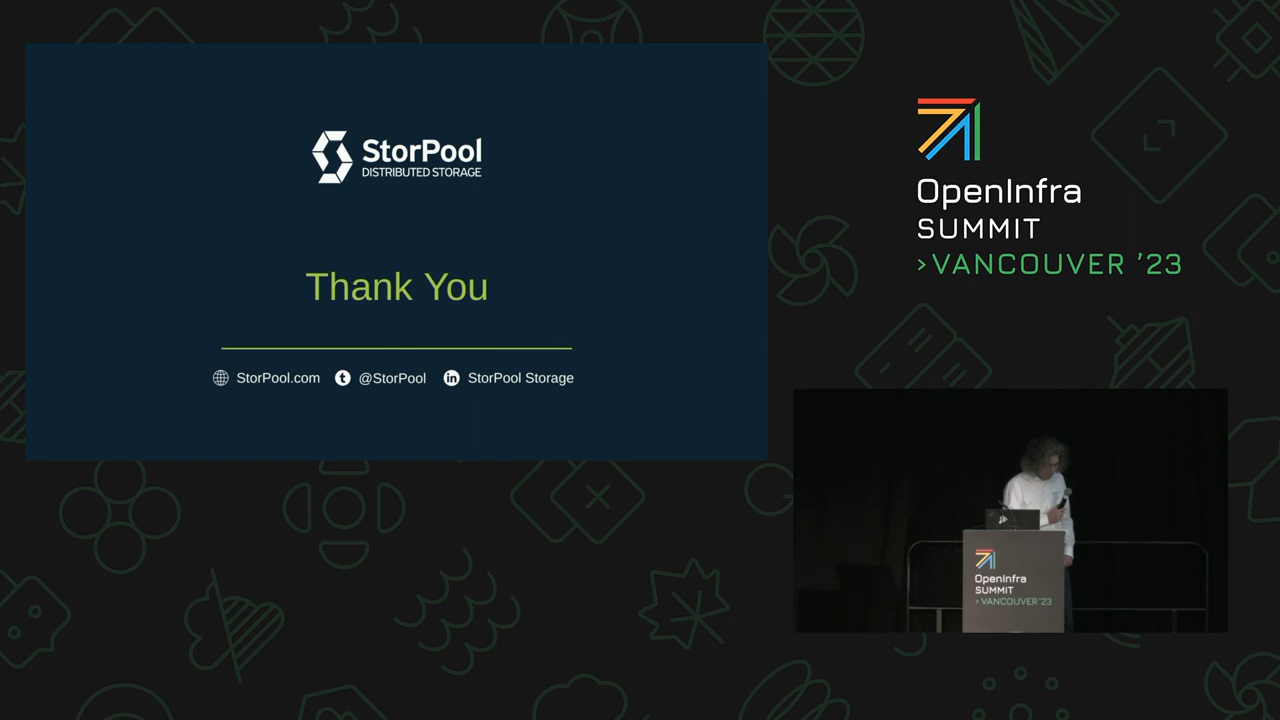 StorPool
DISTRIBUTED STORAGE
Thank You
StorPool.com @StorPool StorPool Storage
OpenInfra
SUMMIT
>VANCOUVER '23
OpenInfra
SUMMIT
> VANCOUVER '23